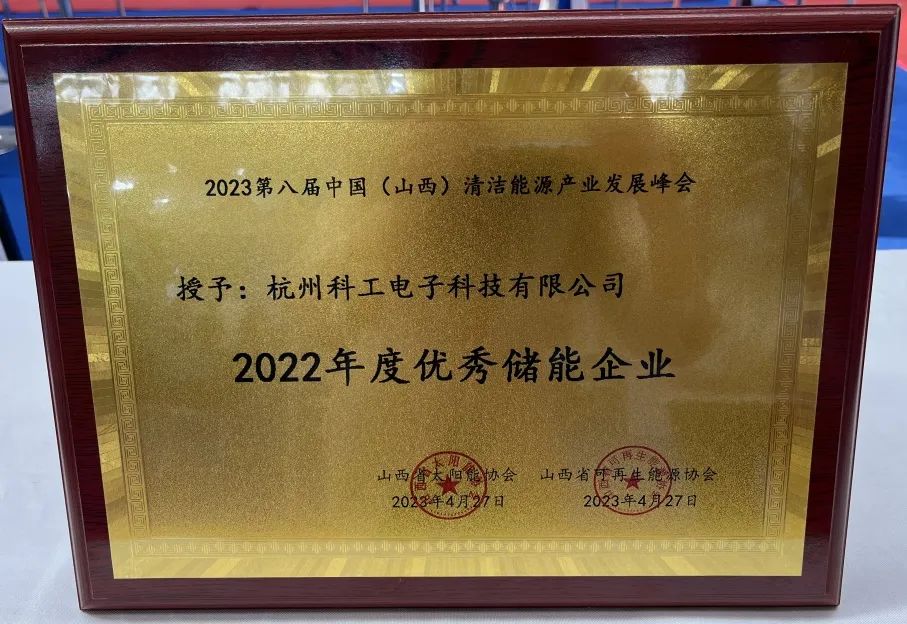 2023第八届中国（山西）清洁能源产业发展峰会
授予：杭州科工电子科技有限公司
2022年度优秀储能企业
山西省太阳能协会 山西省可再生能源协会
2023年4月27日 2023年4月27日